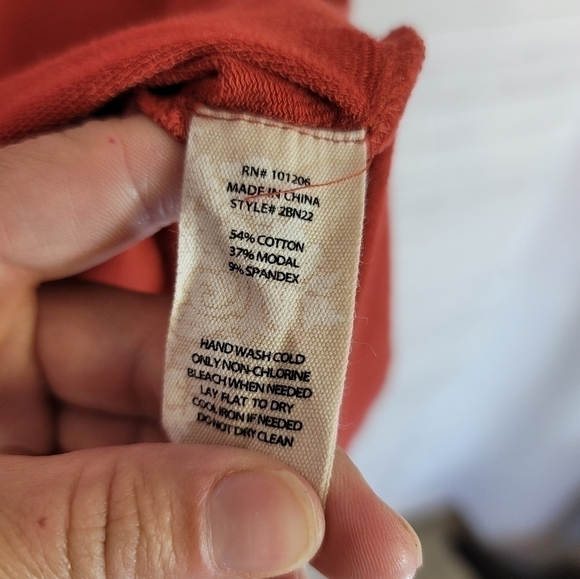 RN# 101206
MADE IN CHINA
STYLE# 2BN22
54% COTTON
37% MODAL
9% SPANDEX
HAND WASH COLD
ONLY NON-CHLORINE
BLEACH WHEN NEEDED
LAY FLAT TO DRY
COOL IRON IF NEEDED
DO NOT DRY CLEAN